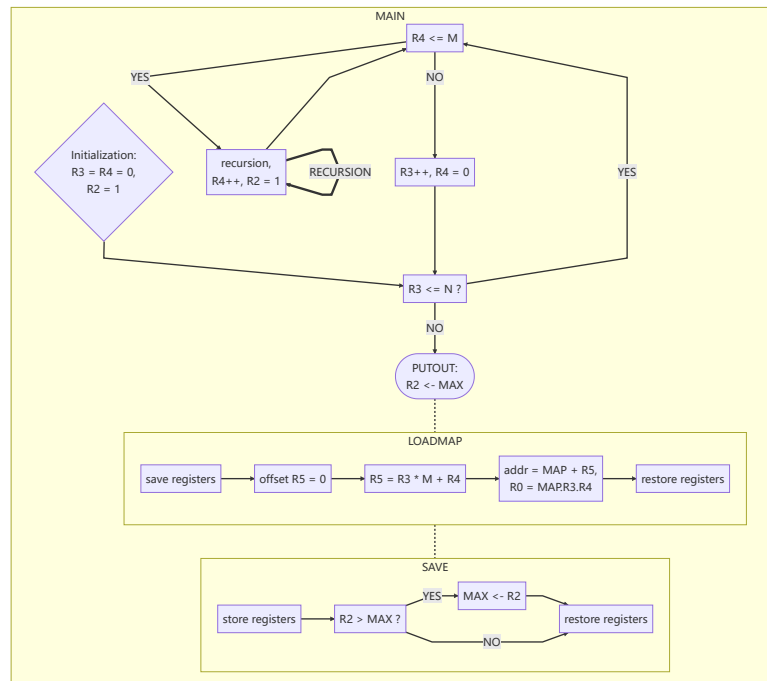 MAIN
R4 <= M
YES
NO
Initialization:
R3 = R4 = 0,
R2 = 1
recursion,
R4++, R2 = 1
RECURSION
R3++, R4 = 0
YES
R3 <= N ?
NO
PUTOUT:
R2 <- MAX
LOADMAP
save registers
offset R5 = 0
R5 = R3 * M + R4
addr = MAP + R5,
R0 = MAP.R3.R4
restore registers
SAVE
store registers
R2 > MAX ?
YES
MAX <- R2
NO
restore registers